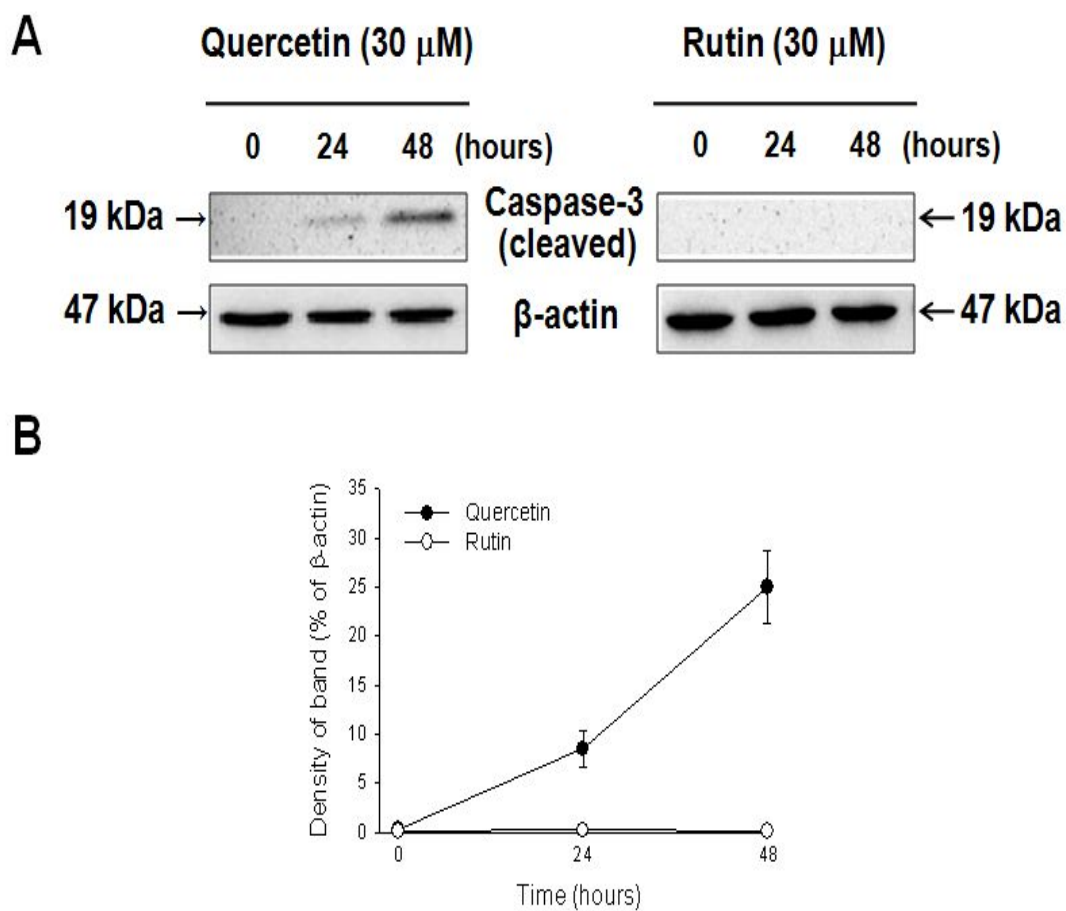 A
Quercetin (30 μM)
Rutin (30 μM)
0 24 48 (hours)
0 24 48 (hours)
19 kDa →
Caspase-3
(cleaved)
← 19 kDa
47 kDa →
β-actin
← 47 kDa
B
Density of band (% of β-actin)
35
30
25
20
15
10
5
0
Quercetin
Rutin
0 24 48
Time (hours)